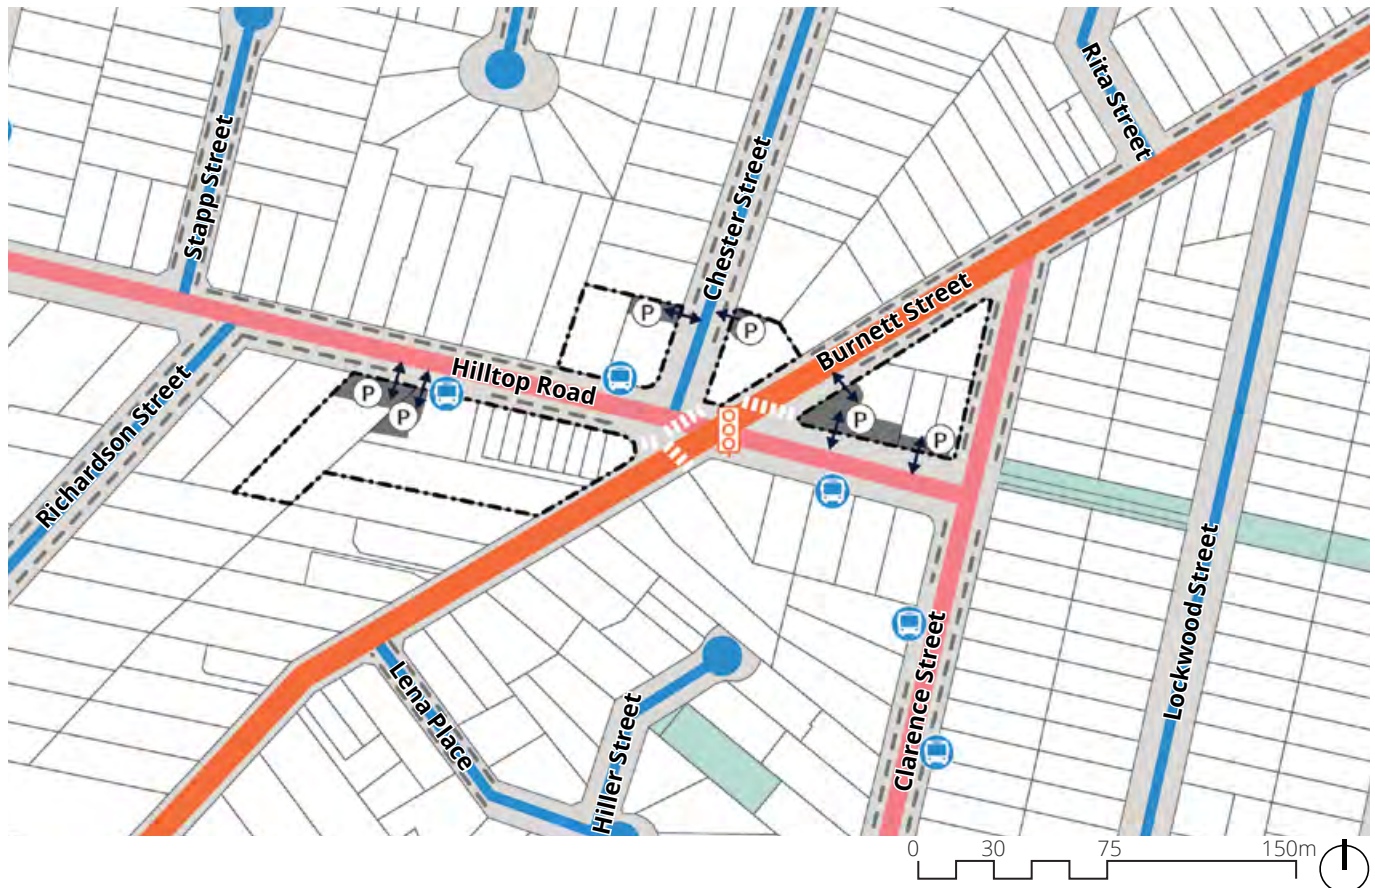 Rita Street
Stapp Street
Chester Street
Burnett Street
P
P
Hilltop Road
P
P
P
P
Richardson Street
Lockwood Street
Clarence Street
Lena Place
Hiller Street
0 30 75 150m